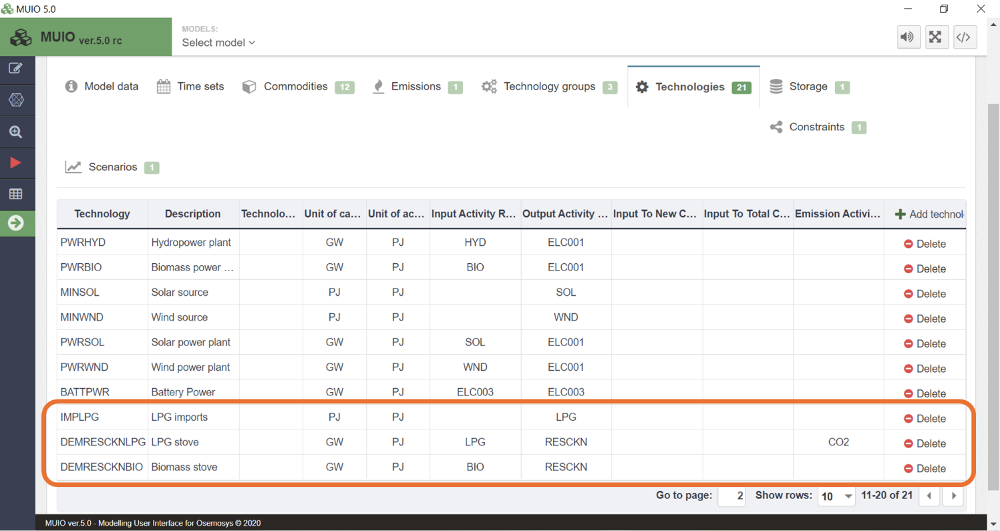 MUIO 5.0
MUIO ver.5.0 rc
MODELS:
Select model
Model data Time sets Commodities 12 Emissions 1 Technology groups 3 Technologies 21 Storage 1
Constraints 1
Scenarios 1
Technology Description Technolo... Unit of ca... Unit of ac... Input Activity R... Output Activity ... Input To New C... Input To Total C... Emission Activi... Add technol
PWRHYD Hydropower plant GW PJ HYD ELC001 Delete
PWRBIO Biomass power ... GW PJ BIO ELC001 Delete
MINSOL Solar source PJ PJ SOL Delete
MINWND Wind source PJ PJ WND Delete
PWRSOL Solar power plant GW PJ SOL ELC001 Delete
PWRWND Wind power plant GW PJ WND ELC001 Delete
BATTPWR Battery Power GW PJ ELC003 ELC003 Delete
IMPLPG LPG imports PJ PJ LPG Delete
DEMRESCKNLPG LPG stove GW PJ LPG RESCKN CO2 Delete
DEMRESCKNBIO Biomass stove GW PJ BIO RESCKN Delete
Go to page: 2 Show rows: 10 11-20 of 21
MUIO ver.5.0 - Modelling User Interface for Osemosys © 2020